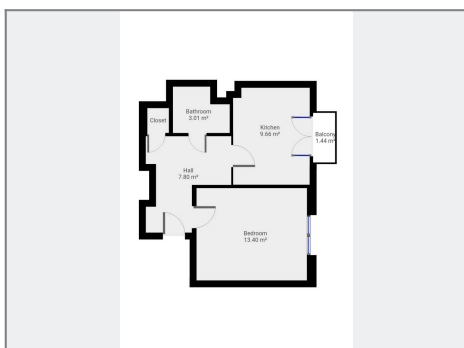 Bathroom
3.01 m²
Closet
Kitchen
9.66 m²
Balcony
1.44 m²
Hall
7.80 m²
Bedroom
13.40 m²